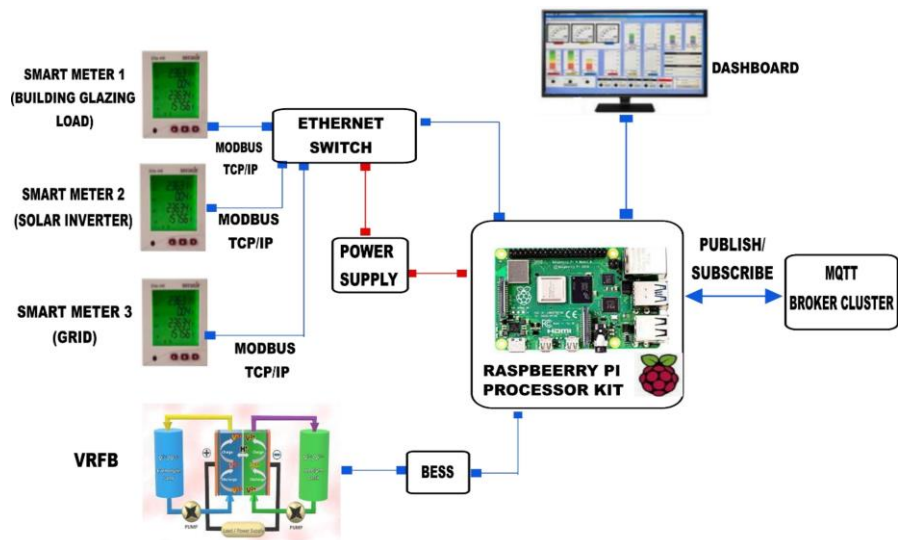 SMART METER 1
(BUILDING GLAZING
LOAD)
MODBUS
TCP/IP
ETHERNET
SWITCH
DASHBOARD
SMART METER 2
(SOLAR INVERTER)
MODBUS
TCP/IP
POWER
SUPPLY
SMART METER 3
(GRID)
MODBUS
TCP/IP
PUBLISH/
SUBSCRIBE
MQTT
BROKER CLUSTER
RASPBEERRY PI
PROCESSOR KIT
VRFB
PUMP
PUMP
BESS